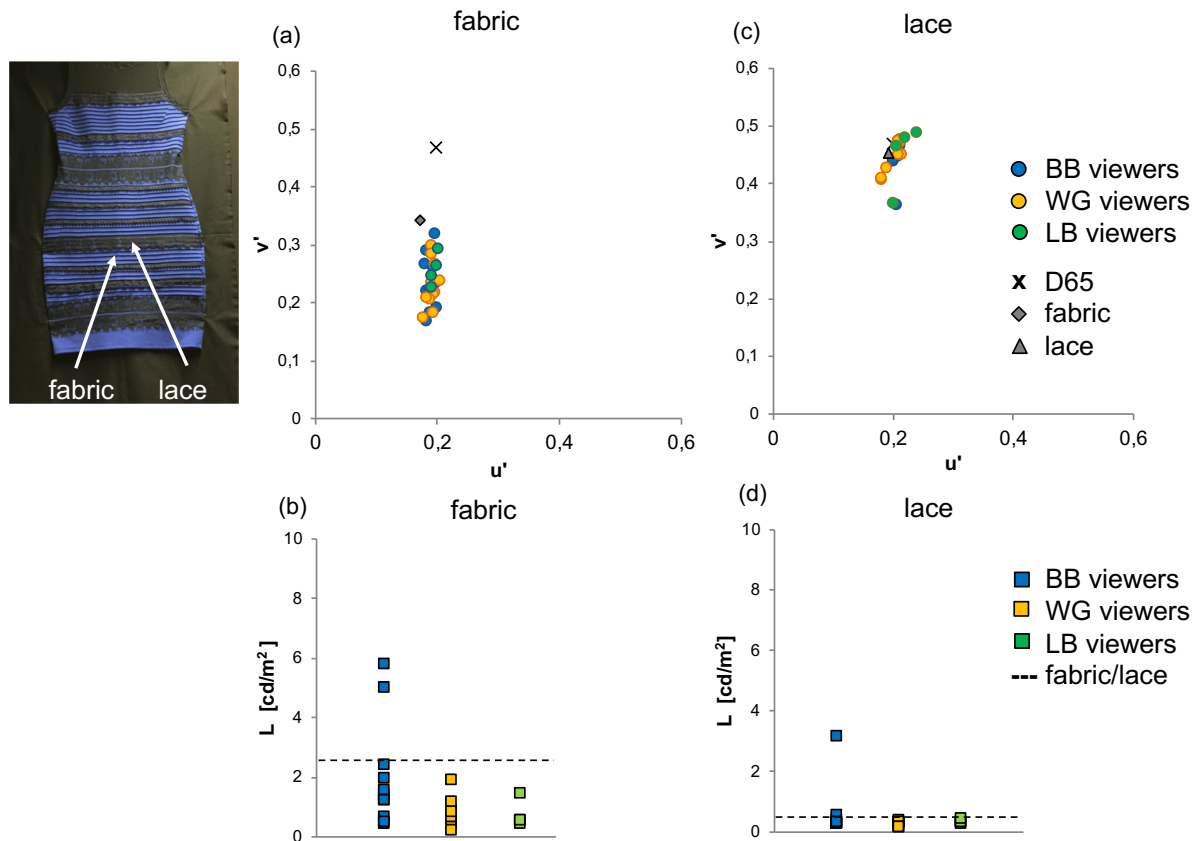 fabric
(a)
0,6
0,5
0,4
0,3
0,2
0,1
0
v'
0
0,2
0,4
0,6
u'
fabric lace
lace
(c)
0,6
0,5
0,4
0,3
0,2
0,1
0
v'
0
0,2
0,4
0,6
u'
BB viewers
WG viewers
LB viewers
D65
fabric
lace
(b)
fabric
10
8
6
4
2
0
L [cd/m²]
(d)
lace
10
8
6
4
2
0
L [cd/m²]
BB viewers
WG viewers
LB viewers
fabric/lace